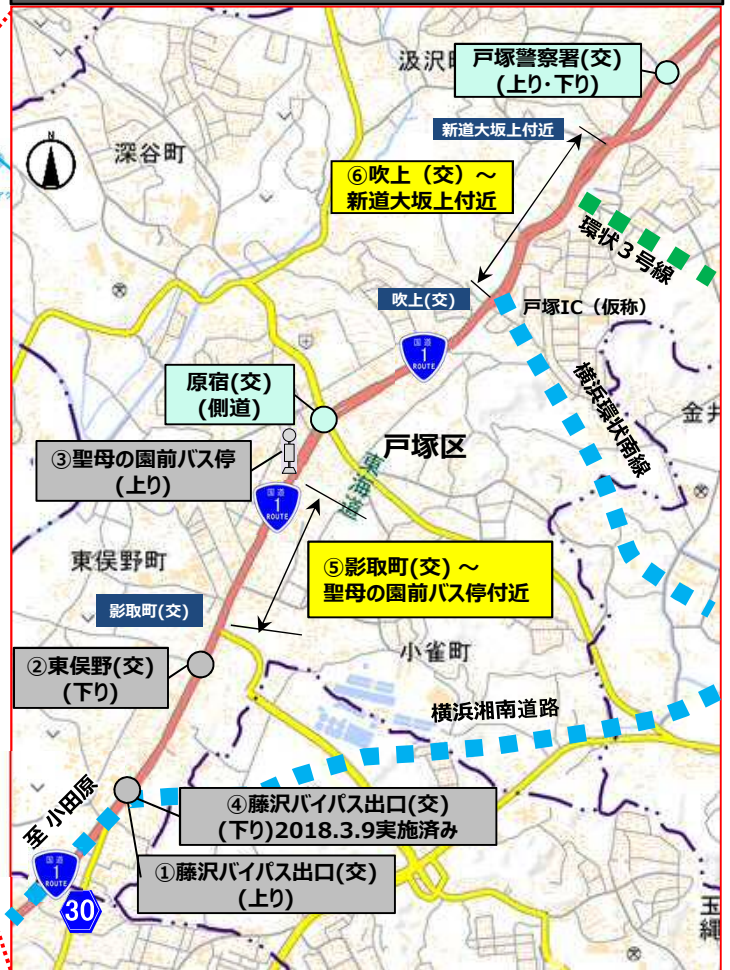 戸塚警察署(交)
(上り・下り)
汲沢町
新道大坂上付近
深谷町
N
⑥吹上（交）～
新道大坂上付近
環状３号線
吹上(交)
戸塚IC（仮称）
国道
1
ROUTE
横浜環状南線
原宿(交)
(側道)
金井
戸塚区
③聖母の園前バス停
(上り)
東海道
国道
1
ROUTE
⑤影取町(交) ～
聖母の園前バス停付近
東俣野町
影取町(交)
小雀町
②東俣野(交)
(下り)
横浜湘南道路
至 小田原
④藤沢バイパス出口(交)
(下り)2018.3.9実施済み
①藤沢バイパス出口(交)
(上り)
国道
1
ROUTE
30
玉縄